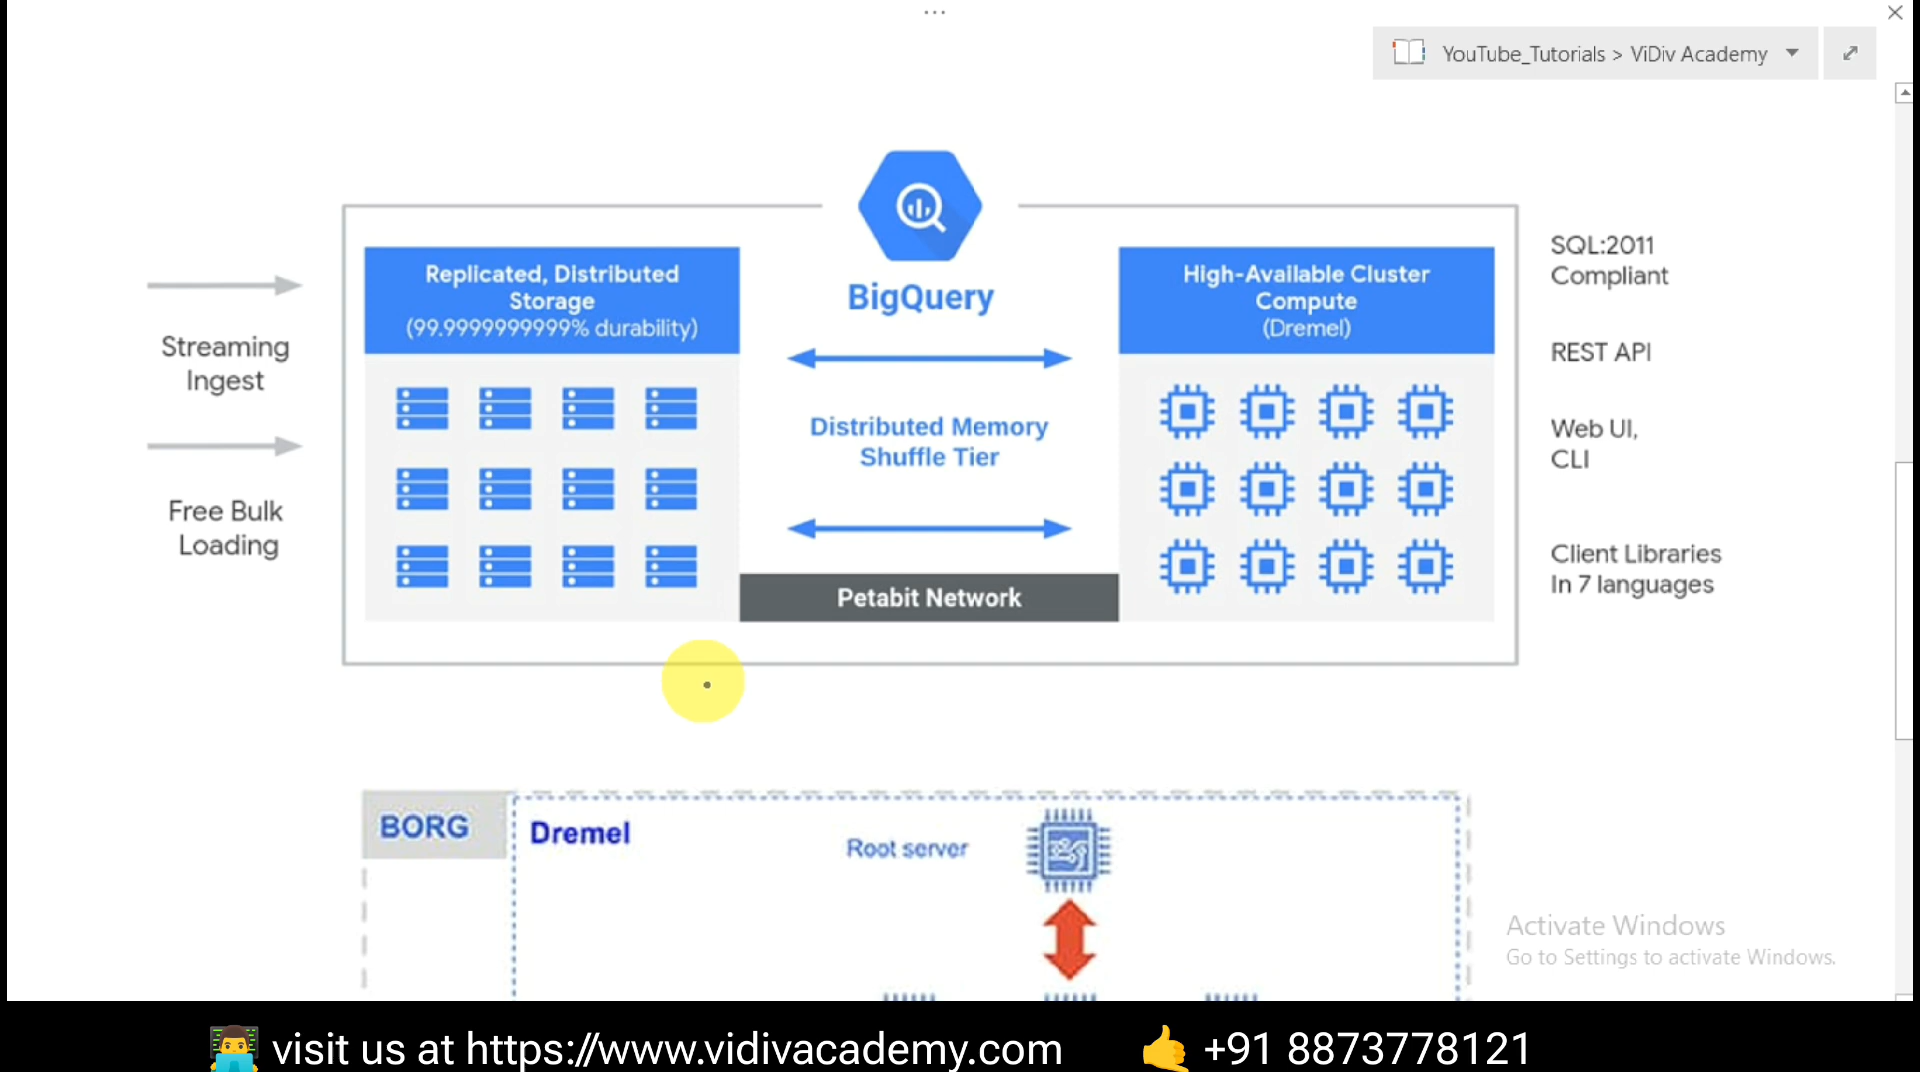 YouTube_Tutorials > ViDiv Academy
BigQuery
Replicated, Distributed
Storage
(99.9999999999% durability)
High-Available Cluster
Compute
(Dremel)
Streaming
Ingest
Free Bulk
Loading
Distributed Memory
Shuffle Tier
Petabit Network
SQL:2011
Compliant
REST API
Web UI,
CLI
Client Libraries
In 7 languages
BORG
Dremel
Root server
Activate Windows
Go to Settings to activate Windows.
visit us at https://www.vidivacademy.com
+91 8873778121